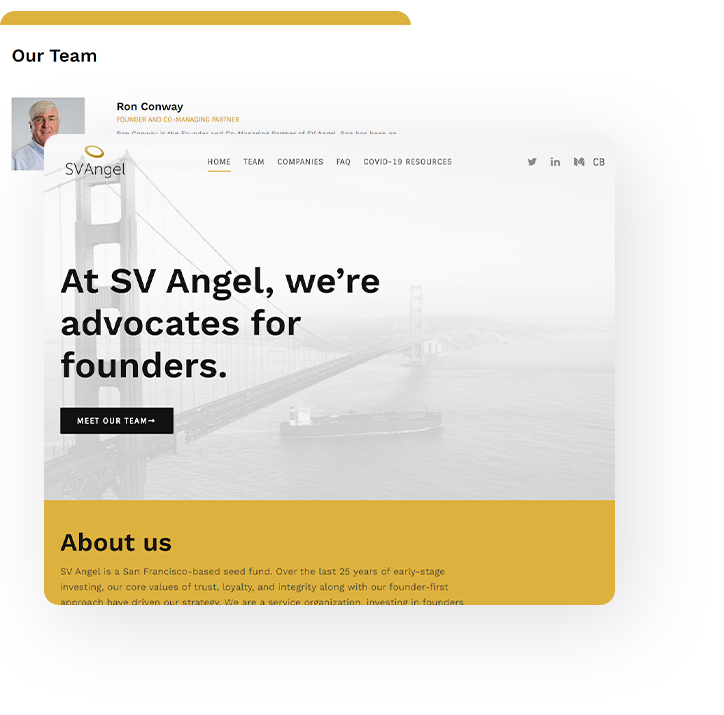 Our Team
Ron Conway
FOUNDER AND CO-MANAGING PARTNER
Ron Conway is the Founder and Co-Managing Partner of SV Angel. Ron has been an
SVAngel
HOME TEAM COMPANIES FAQ COVID-19 RESOURCES
CB
At SV Angel, we’re
advocates for
founders.
MEET OUR TEAM→
About us
SV Angel is a San Francisco-based seed fund. Over the last 25 years of early-stage
investing, our core values of trust, loyalty, and integrity along with our founder-first
approach have driven our strategy. We are a service organization, investing in founders